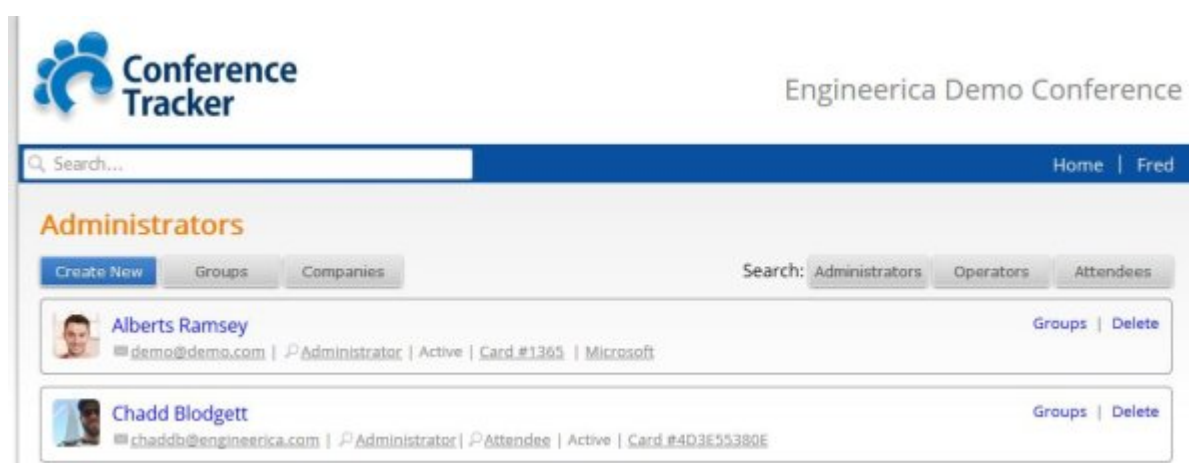 Conference
Tracker
Engineerica Demo Conference
Search...
Home | Fred
Administrators
Create New Groups Companies Search: Administrators Operators Attendees
Alberts Ramsey Groups | Delete
demo@demo.com | Administrator | Active | Card #1365 | Microsoft
Chadd Blodgett Groups | Delete
chaddb@engineerica.com | Administrator | Attendee | Active | Card #4D3E55380E